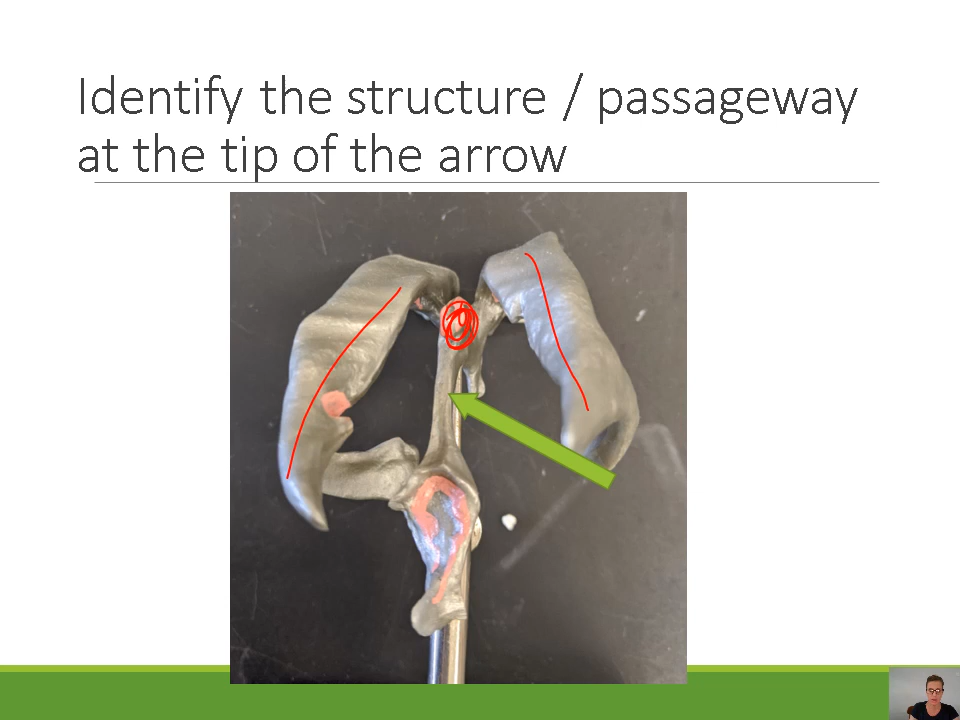 Identify the structure / passageway
at the tip of the arrow